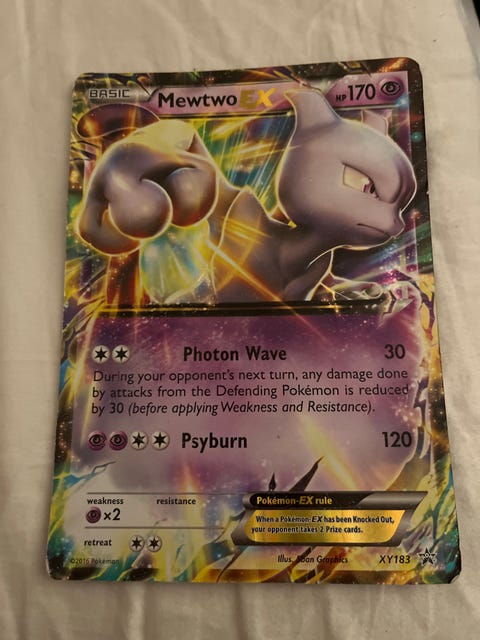 BASIC
Mewtwo EX
HP 170
Photon Wave 30
During your opponent's next turn, any damage done
by attacks from the Defending Pokémon is reduced
by 30 (before applying Weakness and Resistance).
Psyburn 120
weakness resistance
×2
retreat
Pokémon-EX rule
When a Pokémon-EX has been Knocked Out,
your opponent takes 2 Prize cards.
©2016 Pokémon
Illus. Graphics
XY183